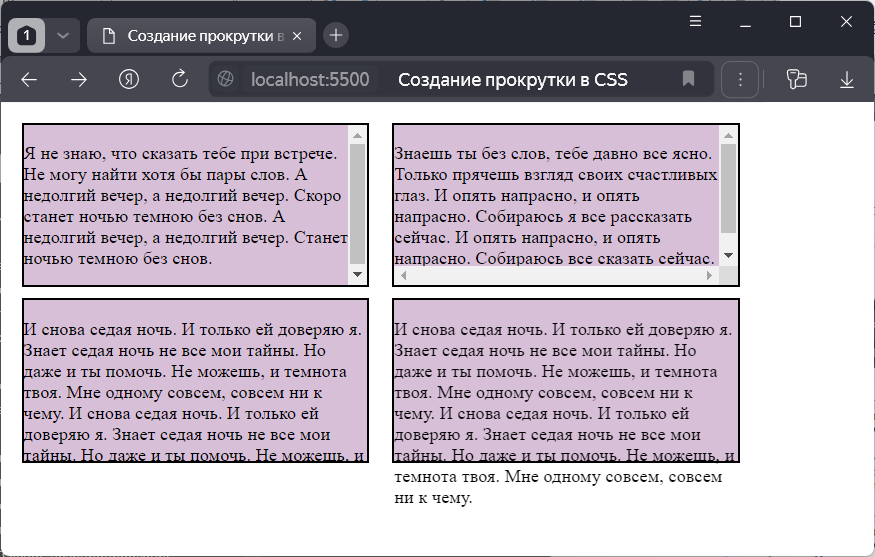 1
Создание прокрутки в
localhost:5500
Создание прокрутки в CSS
Я не знаю, что сказать тебе при встрече.
Не могу найти хотя бы пары слов. А
недолгий вечер, а недолгий вечер. Скоро
станет ночью темною без снов. А
недолгий вечер, а недолгий вечер. Станет
ночью темною без снов.
Знаешь ты без слов, тебе давно все ясно.
Только прячешь взгляд своих счастливых
глаз. И опять напрасно, и опять
напрасно. Собираюсь я все рассказать
сейчас. И опять напрасно, и опять
напрасно. Собираюсь все сказать сейчас.
И снова седая ночь. И только ей доверяю я.
Знает седая ночь не все мои тайны. Но
даже и ты помочь. Не можешь, и темнота
твоя. Мне одному совсем, совсем ни к
чему. И снова седая ночь. И только ей
доверяю я. Знает седая ночь не все мои
тайны. Но даже и ты помочь. Не можешь, и
И снова седая ночь. И только ей доверяю я.
Знает седая ночь не все мои тайны. Но
даже и ты помочь. Не можешь, и темнота
твоя. Мне одному совсем, совсем ни к
чему. И снова седая ночь. И только ей
доверяю я. Знает седая ночь не все мои
тайны. Но даже и ты помочь. Не можешь, и
темнота твоя. Мне одному совсем, совсем
ни к чему.